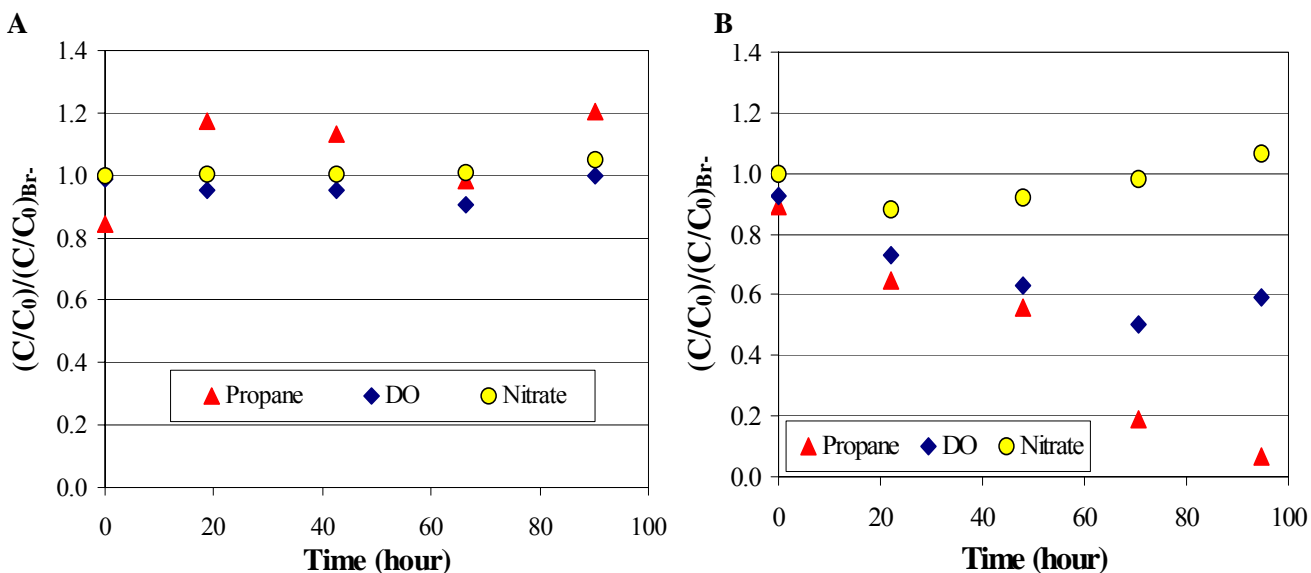 A
1.4
1.2
1.0
0.8
0.6
0.4
0.2
0.0
((C/C0)/(C/C0)Br-
Propane DO Nitrate
0 20 40 60 80 100
Time (hour)
B
1.4
1.2
1.0
0.8
0.6
0.4
0.2
0.0
((C/C0)/(C/C0)Br-
Propane DO Nitrate
0 20 40 60 80 100
Time (hour)